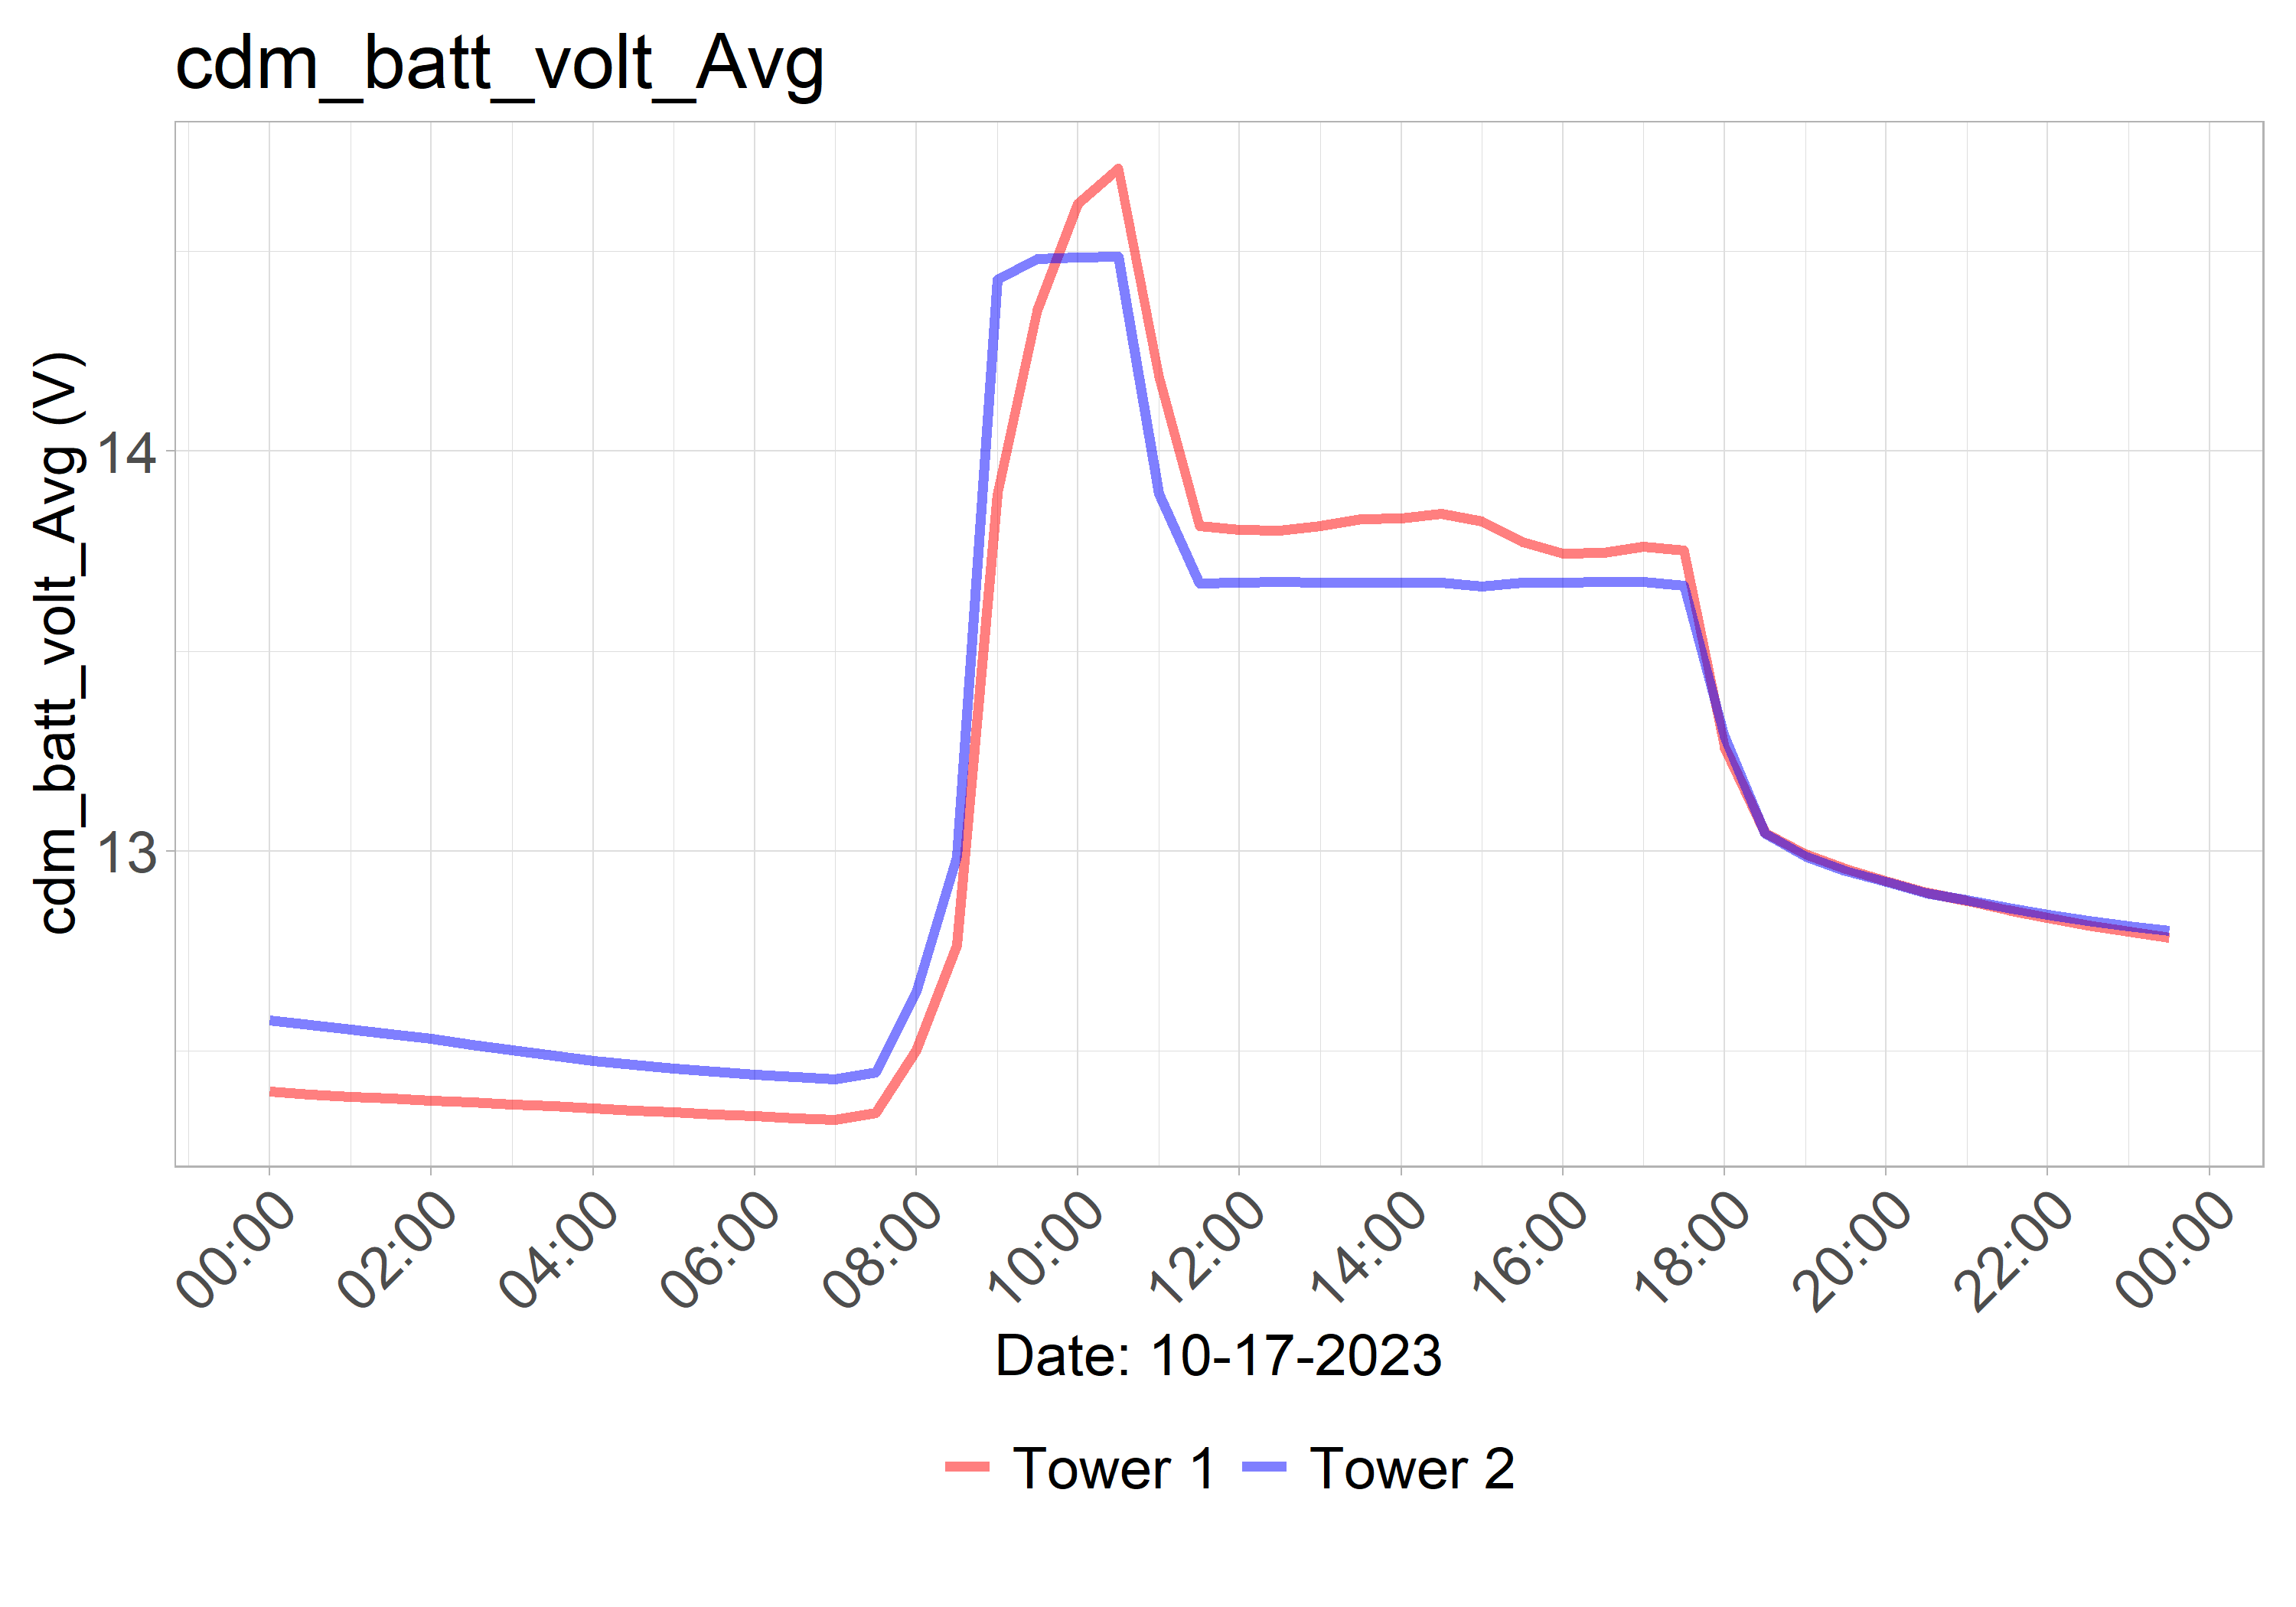 cdm_batt_volt_Avg
cdm_batt_volt_Avg (V)
14
13
00:00 02:00 04:00 06:00 08:00 10:00 12:00 14:00 16:00 18:00 20:00 22:00 00:00
Date: 10-17-2023
Tower 1 Tower 2